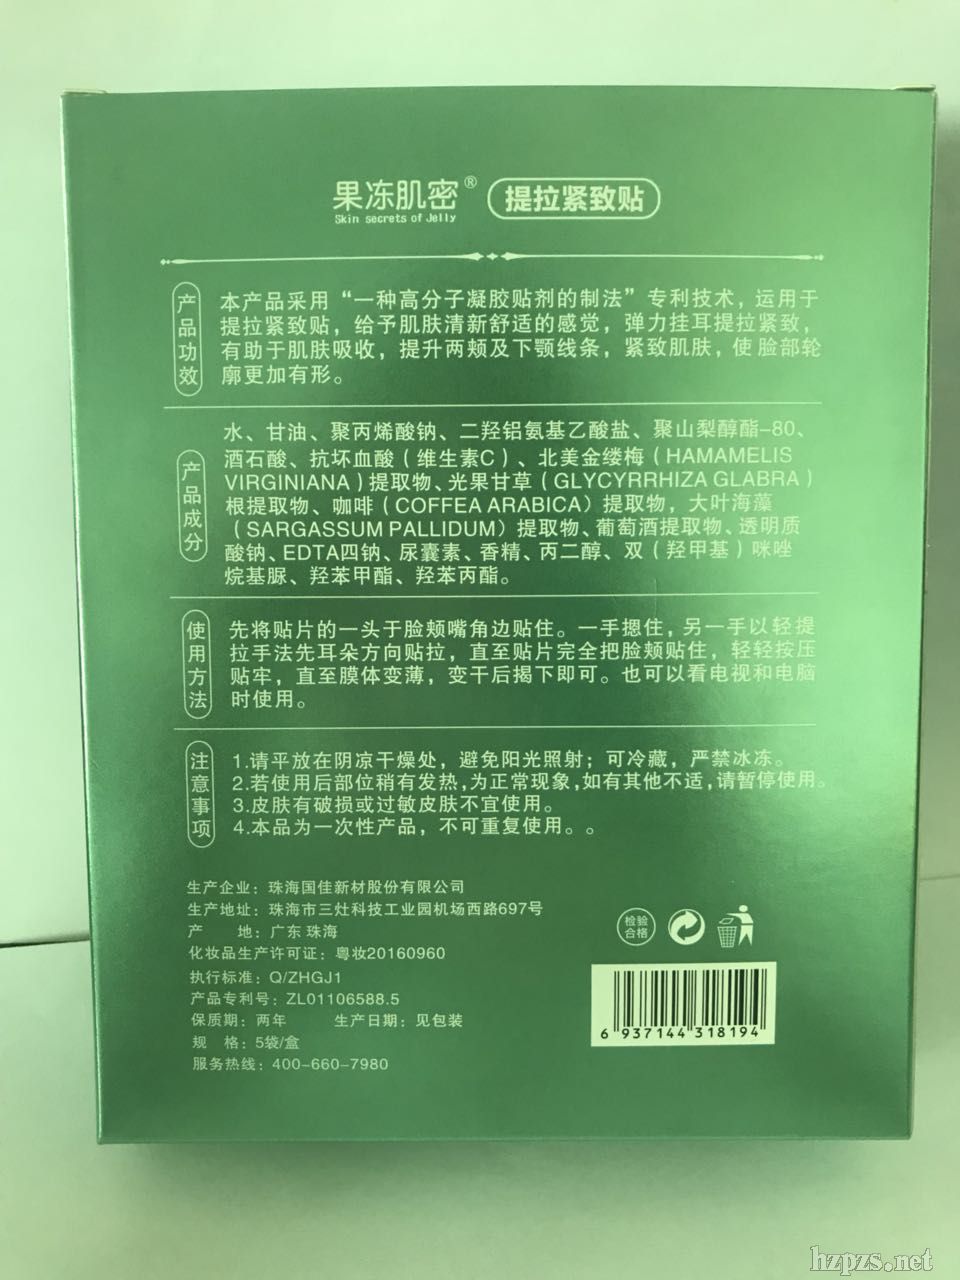 果冻肌密®
Skin secrets of Jelly
提拉紧致贴
产品功效
本产品采用“一种高分子凝胶贴剂的制法”专利技术，运用于
提拉紧致贴，给予肌肤清新舒适的感觉，弹力挂耳提拉紧致，
有助于肌肤吸收，提升两颊及下颚线条，紧致肌肤，使脸部轮
廓更加有形。
产品成分
水、甘油、聚丙烯酸钠、二羟铝氨基乙酸盐、聚山梨醇酯-80、
酒石酸、抗坏血酸（维生素C）、北美金缕梅（HAMAMELIS
VIRGINIANA）提取物、光果甘草（GLYCYRRHIZA GLABRA）
根提取物、咖啡（COFFEA ARABICA）提取物，大叶海藻
（SARGASSUM PALLIDUM）提取物、葡萄酒提取物、透明质
酸钠、EDTA四钠、尿囊素、香精、丙二醇、双（羟甲基）咪唑
烷基脲、羟苯甲酯、羟苯丙酯。
使用方法
先将贴片的一头于脸颊嘴角边贴住。一手摁住，另一手以轻提
拉手法先耳朵方向贴拉，直至贴片完全把脸颊贴住，轻轻按压
贴牢，直至膜体变薄，变干后揭下即可。也可以看电视和电脑
时使用。
注意事项
1.请平放在阴凉干燥处，避免阳光照射；可冷藏，严禁冰冻。
2.若使用后部位稍有发热,为正常现象,如有其他不适,请暂停使用。
3.皮肤有破损或过敏皮肤不宜使用。
4.本品为一次性产品，不可重复使用。。
生产企业：珠海国佳新材股份有限公司
生产地址：珠海市三灶科技工业园机场西路697号
产 地：广东 珠海
化妆品生产许可证：粤妆20160960
执行标准：Q/ZHGJ1
产品专利号：ZL01106588.5
保质期：两年 生产日期：见包装
规 格：5袋/盒
服务热线：400-660-7980
检验
合格
6 937144 318194
hzpzs.net